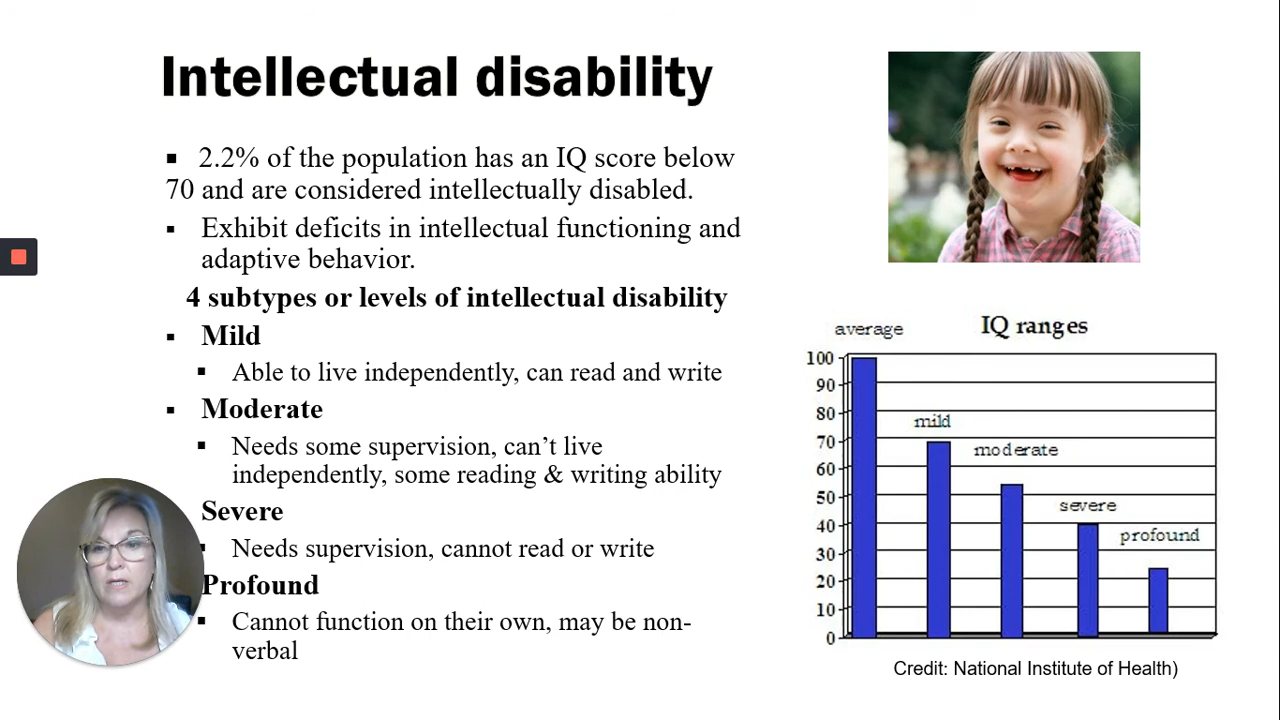 Intellectual disability
▪ 2.2% of the population has an IQ score below
70 and are considered intellectually disabled.
▪ Exhibit deficits in intellectual functioning and
adaptive behavior.
4 subtypes or levels of intellectual disability
▪ Mild
▪ Able to live independently, can read and write
▪ Moderate
▪ Needs some supervision, can’t live
independently, some reading & writing ability
Severe
▪ Needs supervision, cannot read or write
Profound
▪ Cannot function on their own, may be non-
verbal
IQ ranges
average
mild
moderate
severe
profound
100
90
80
70
60
50
40
30
20
10
0
Credit: National Institute of Health)